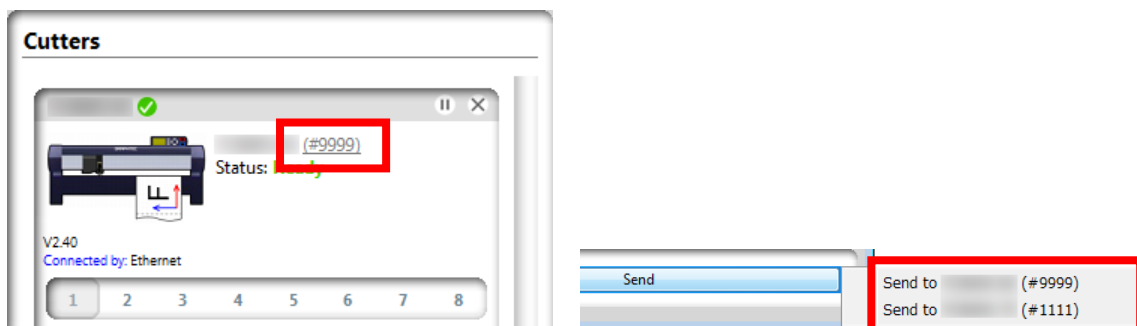 Cutters
(#9999)
Status: Ready
F
V2.40
Connected by: Ethernet
1 2 3 4 5 6 7 8
Send
Send to (#9999)
Send to (#1111)